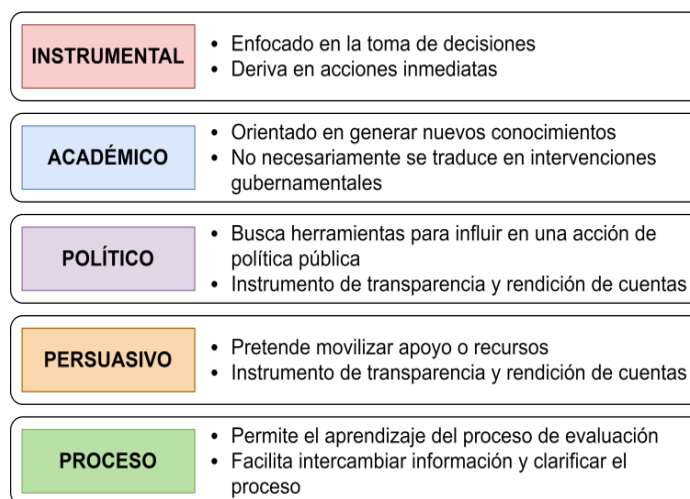 INSTRUMENTAL
• Enfocado en la toma de decisiones
• Deriva en acciones inmediatas
ACADÉMICO
• Orientado en generar nuevos conocimientos
• No necesariamente se traduce en intervenciones
gubernamentales
POLÍTICO
• Busca herramientas para influir en una acción de
política pública
• Instrumento de transparencia y rendición de cuentas
PERSUASIVO
• Pretende movilizar apoyo o recursos
• Instrumento de transparencia y rendición de cuentas
PROCESO
• Permite el aprendizaje del proceso de evaluación
• Facilita intercambiar información y clarificar el
proceso